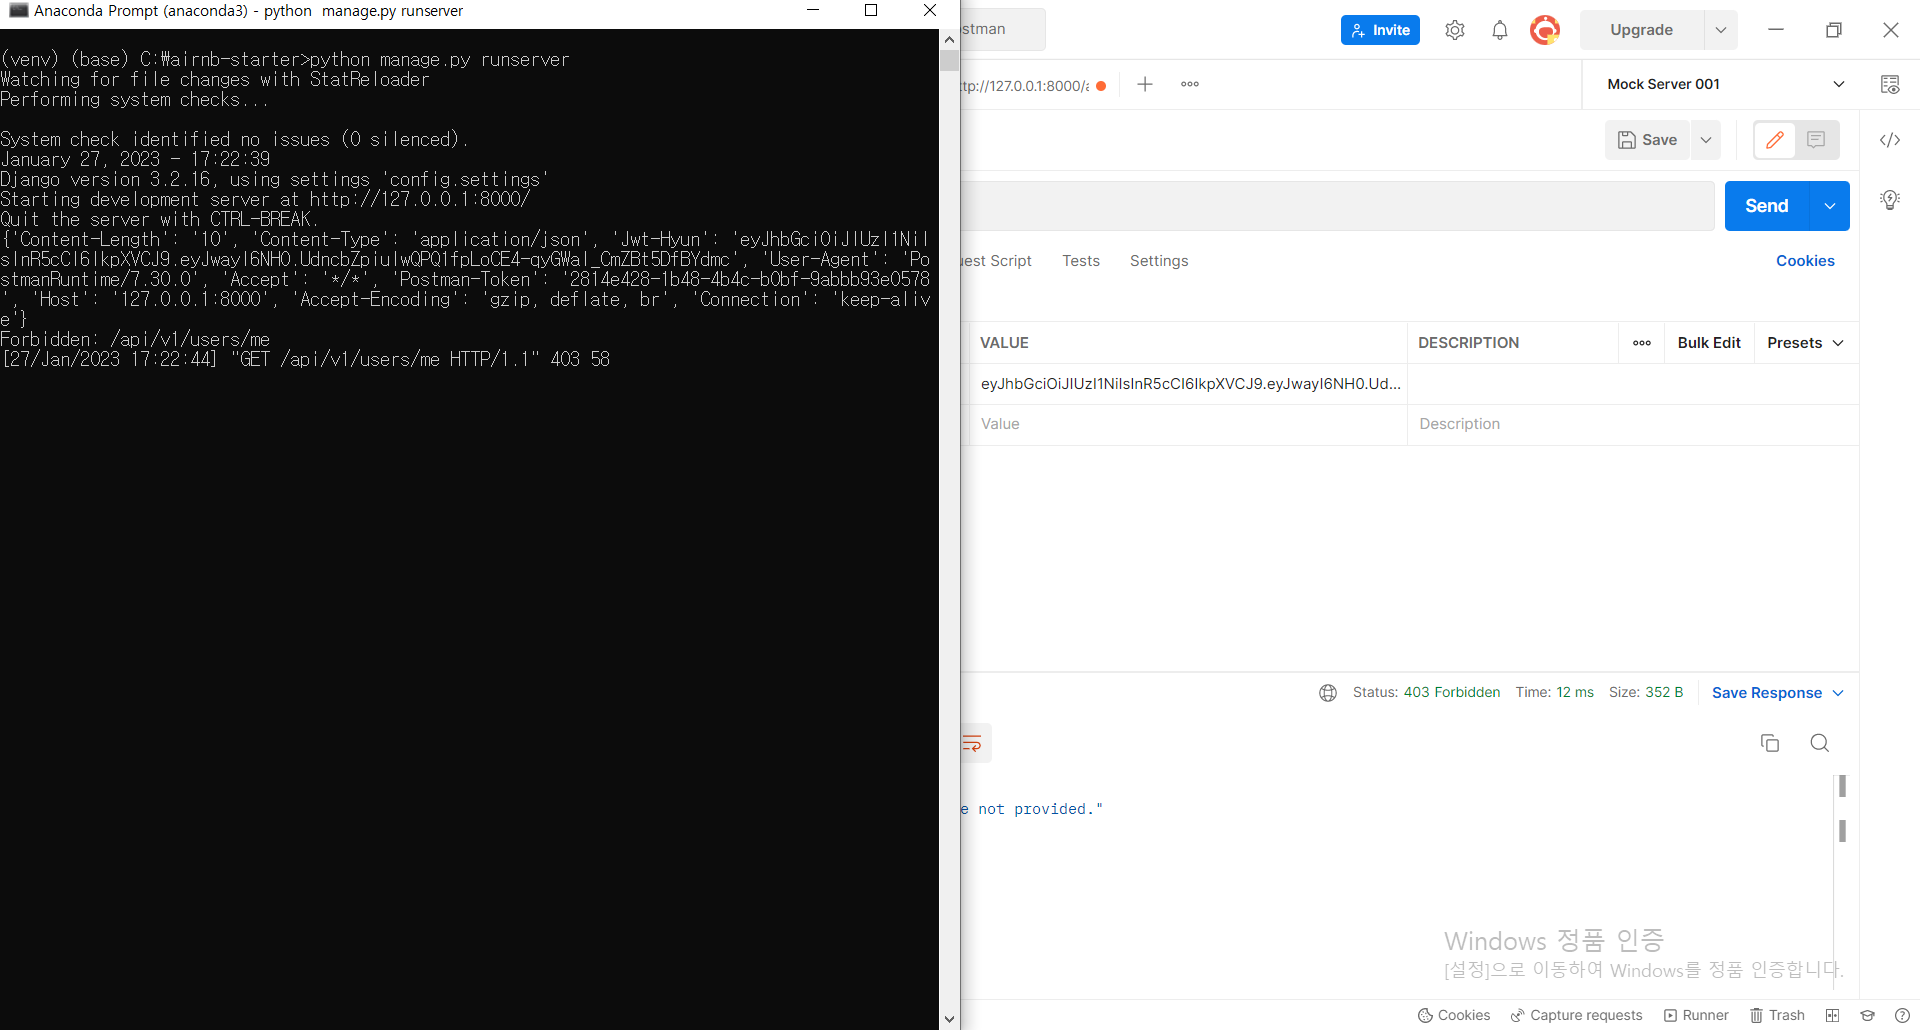 Anaconda Prompt (anaconda3) - python  manage.py runserver
(venv) (base) C:\airnb-starter>python manage.py runserver
Watching for file changes with StatReloader
Performing system checks...
System check identified no issues (0 silenced).
January 27, 2023 - 17:22:39
Django version 3.2.16, using settings 'config.settings'
Starting development server at http://127.0.0.1:8000/
Quit the server with CTRL-BREAK.
{'Content-Length': '10', 'Content-Type': 'application/json', 'Jwt-Hyun': 'eyJhbGciOiJIUzI1NiI
sInR5cCI6IkpXVCJ9.eyJwayI6NH0.UdncbZpiuIwQPQ1fpLoCE4-qyGWaI_CmZBt5DfBYdmc', 'User-Agent': 'Po
stmanRuntime/7.30.0', 'Accept': '*/*', 'Postman-Token': '2814e428-1b48-4b4c-b0bf-9abbb93e0578
', 'Host': '127.0.0.1:8000', 'Accept-Encoding': 'gzip, deflate, br', 'Connection': 'keep-aliv
e'}
Forbidden: /api/v1/users/me
[27/Jan/2023 17:22:44] "GET /api/v1/users/me HTTP/1.1" 403 58
stman
Invite
Upgrade
tp://127.0.0.1:8000/a
Mock Server 001
Save
Send
uest Script Tests Settings Cookies
VALUE DESCRIPTION Bulk Edit Presets
eyJhbGciOiJIUzI1NiIsInR5cCI6IkpXVCJ9.eyJwayI6NH0.Ud...
Value Description
Status: 403 Forbidden Time: 12 ms Size: 352 B Save Response
e not provided."
Windows 정품 인증
[설정]으로 이동하여 Windows를 정품 인증합니다.
Cookies Capture requests Runner Trash